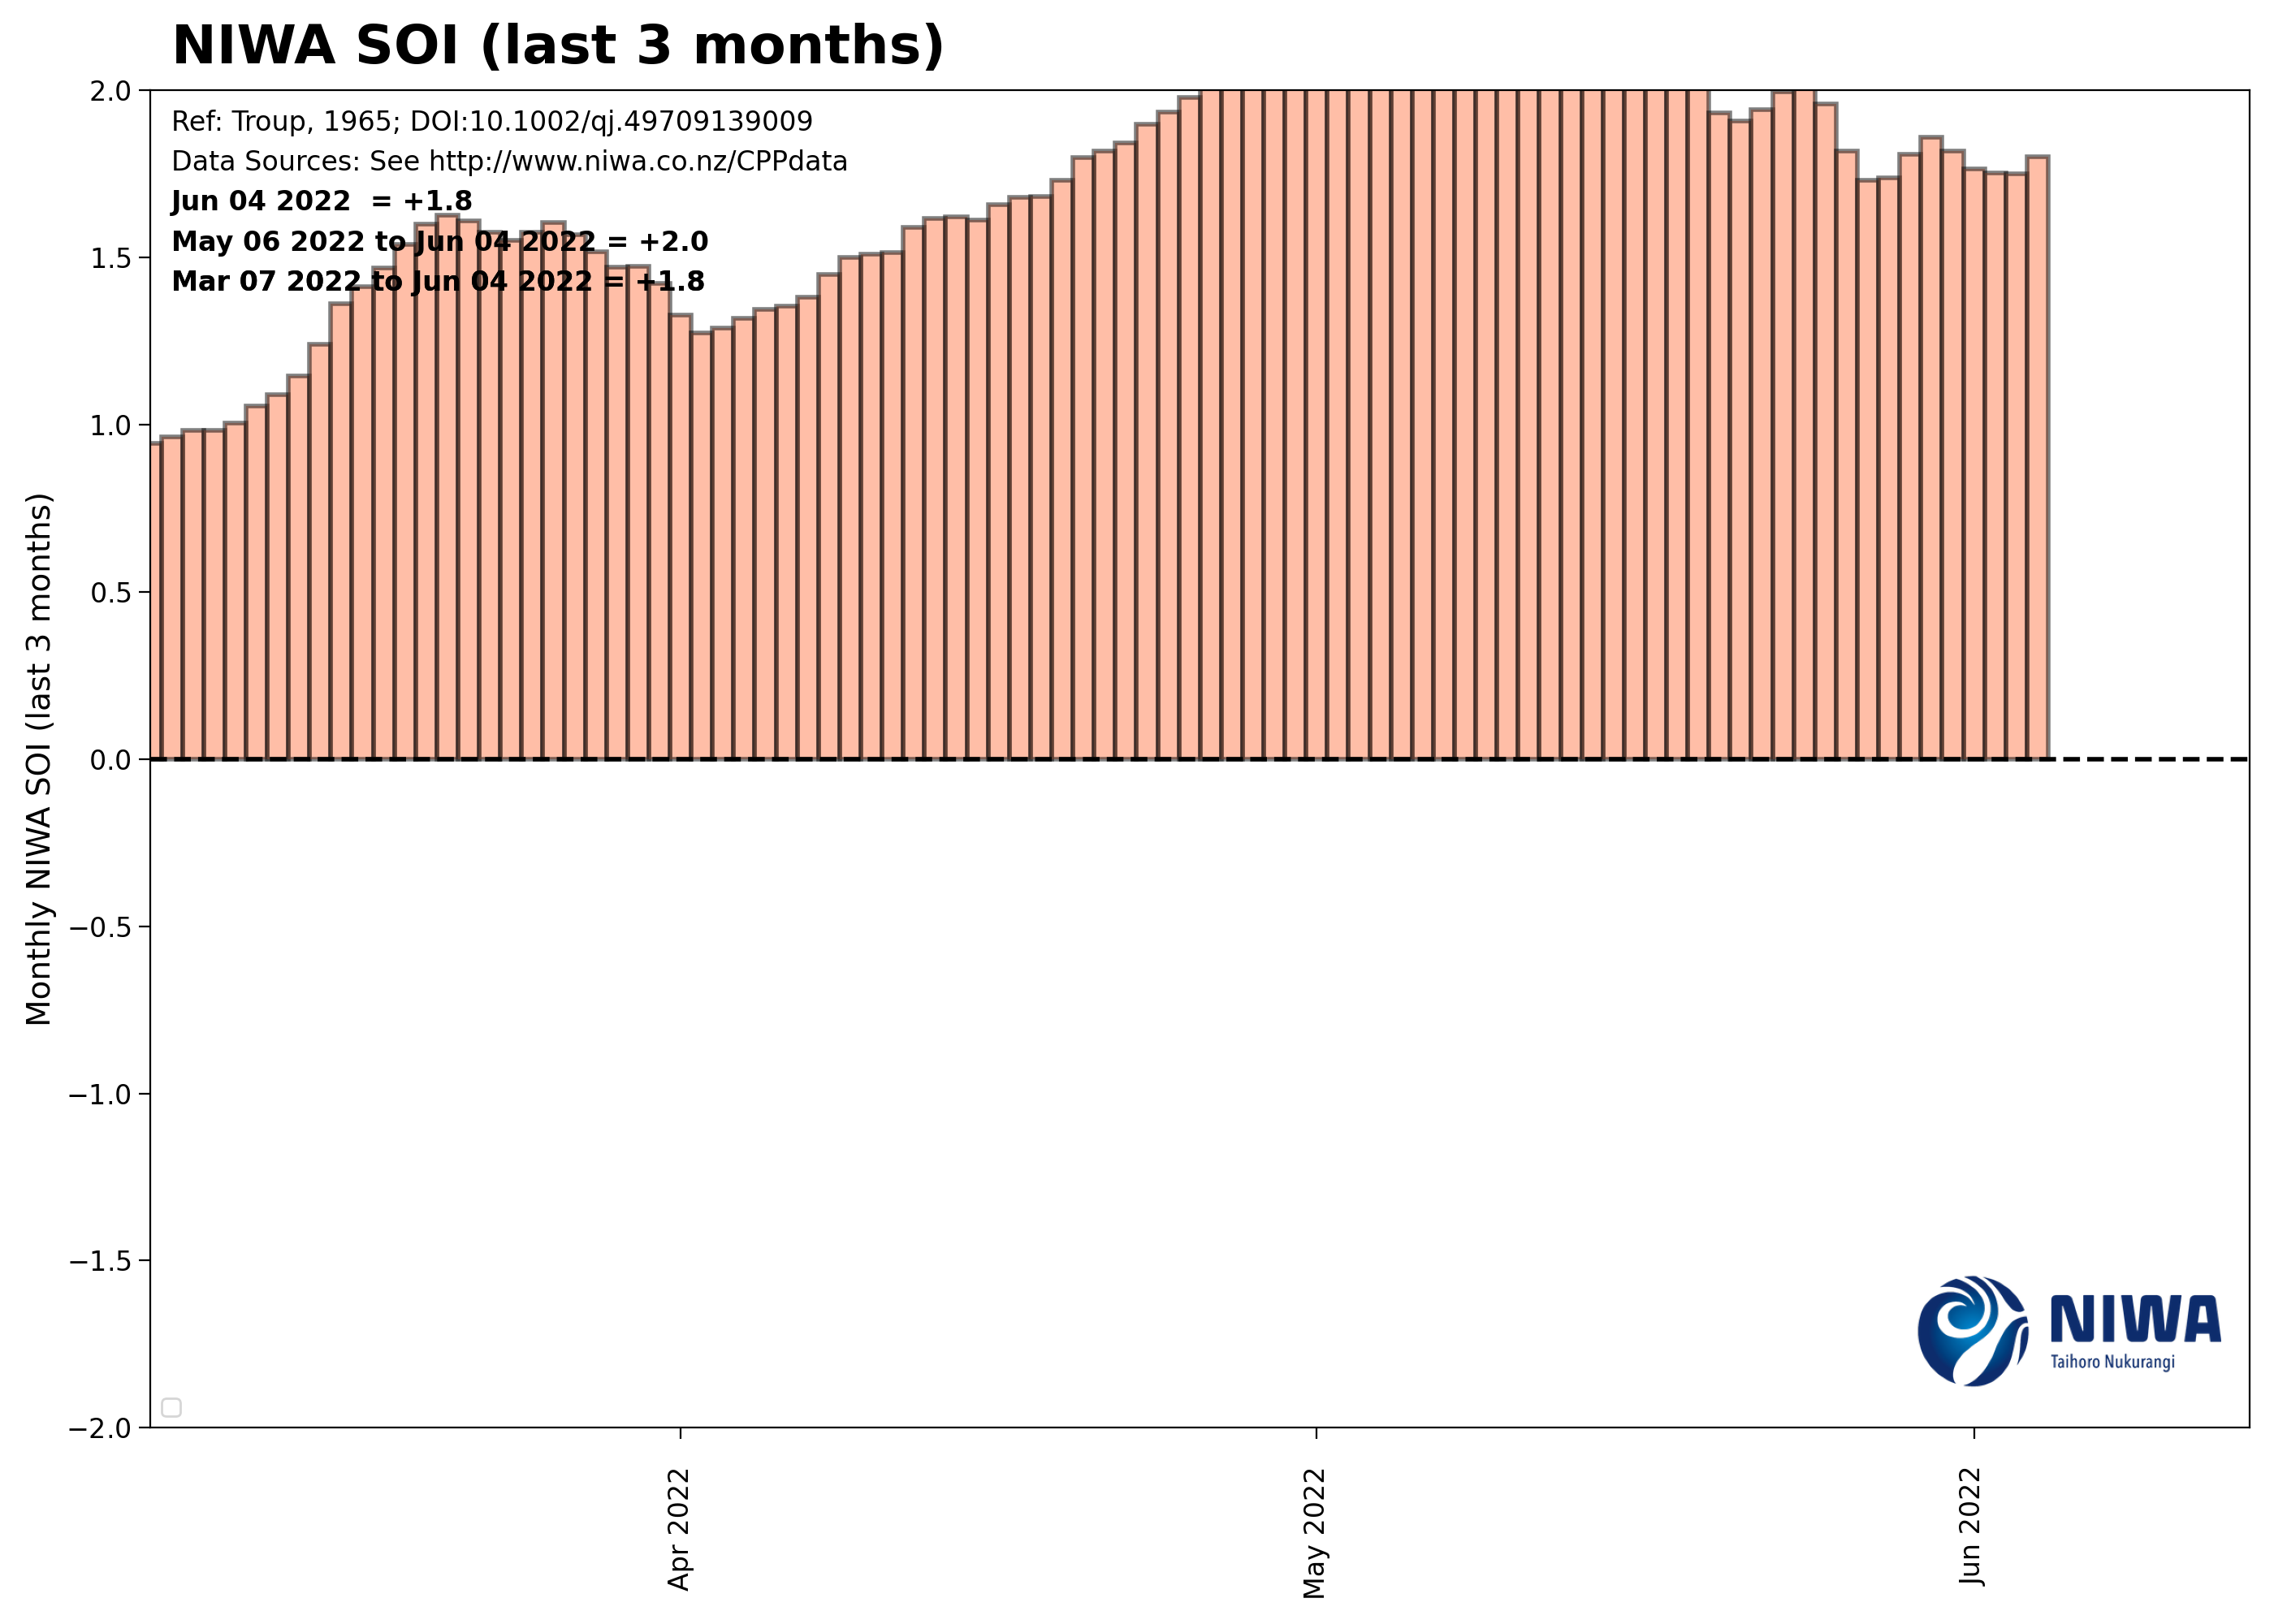 NIWA SOI (last 3 months)
Ref: Troup, 1965; DOI:10.1002/qj.49709139009
Data Sources: See http://www.niwa.co.nz/CPPdata
Jun 04 2022 = +1.8
May 06 2022 to Jun 04 2022 = +2.0
Mar 07 2022 to Jun 04 2022 = +1.8
Monthly NIWA SOI (last 3 months)
2.0
1.5
1.0
0.5
0.0
−0.5
−1.0
−1.5
−2.0
Apr 2022
May 2022
Jun 2022
NIWA
Taihoro Nukurangi